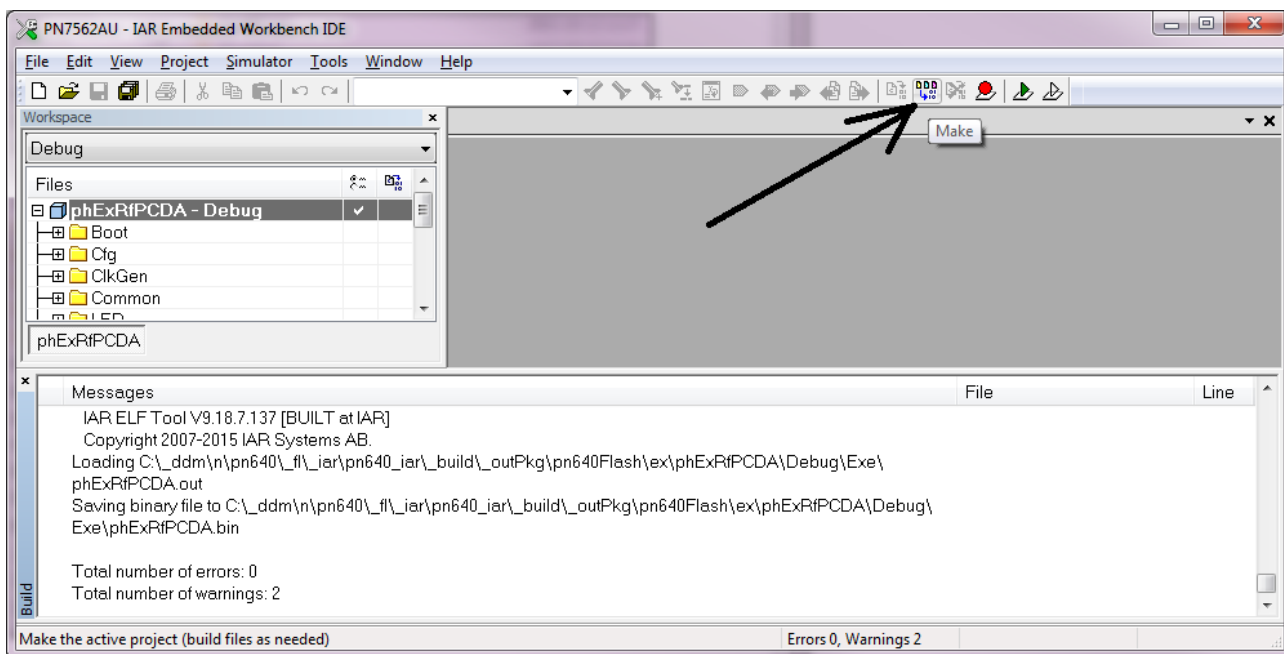 PN7562AU - IAR Embedded Workbench IDE
File Edit View Project Simulator Tools Window Help
Workspace
Make
Debug
Files
phExRfPCDA - Debug
Boot
Cfg
ClkGen
Common
LED
phExRfPCDA
Messages File Line
IAR ELF Tool V9.18.7.137 [BUILT at IAR]
Copyright 2007-2015 IAR Systems AB.
Loading C:\_ddm\n\pn640\_fl\_iar\pn640_iar\_build\_outPkg\pn640Flash\ex\phExRfPCDA\Debug\Exe\
phExRfPCDA.out
Saving binary file to C:\_ddm\n\pn640\_fl\_iar\pn640_iar\_build\_outPkg\pn640Flash\ex\phExRfPCDA\Debug\
Exe\phExRfPCDA.bin
Total number of errors: 0
Total number of warnings: 2
Build
Make the active project (build files as needed) Errors 0, Warnings 2